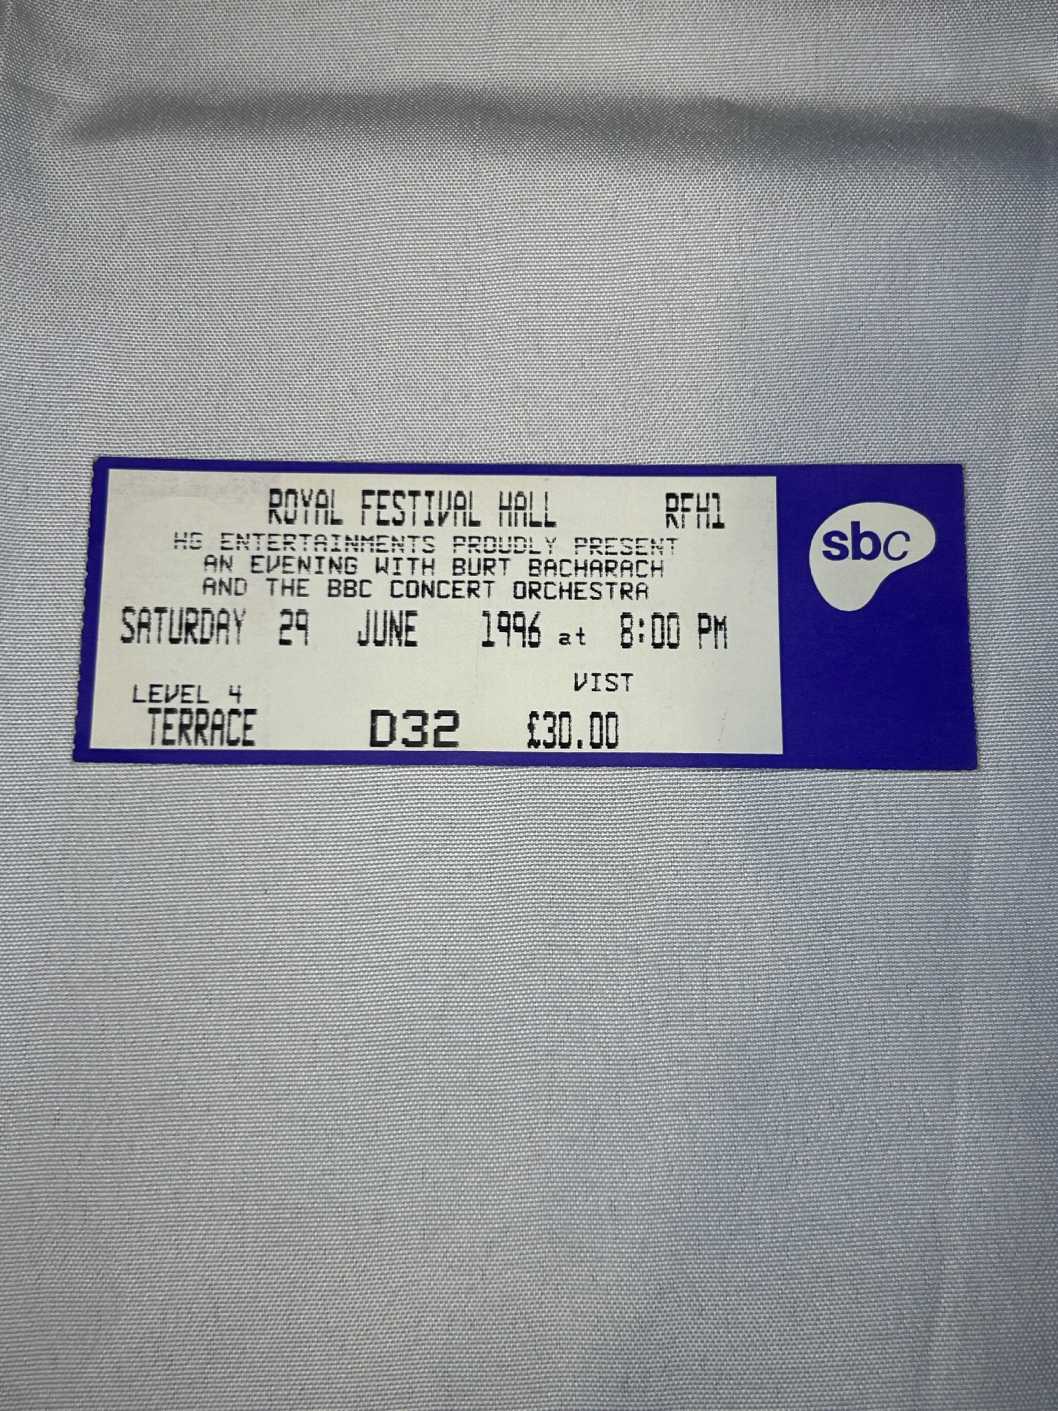 ROYAL FESTIVAL HALL RFH1
HG ENTERTAINMENTS PROUDLY PRESENT
AN EVENING WITH BURT BACHARACH
AND THE BBC CONCERT ORCHESTRA
SATURDAY 29 JUNE 1996 at 8:00 PM
VIST
LEVEL 4
TERRACE D32 £30.00
sbc